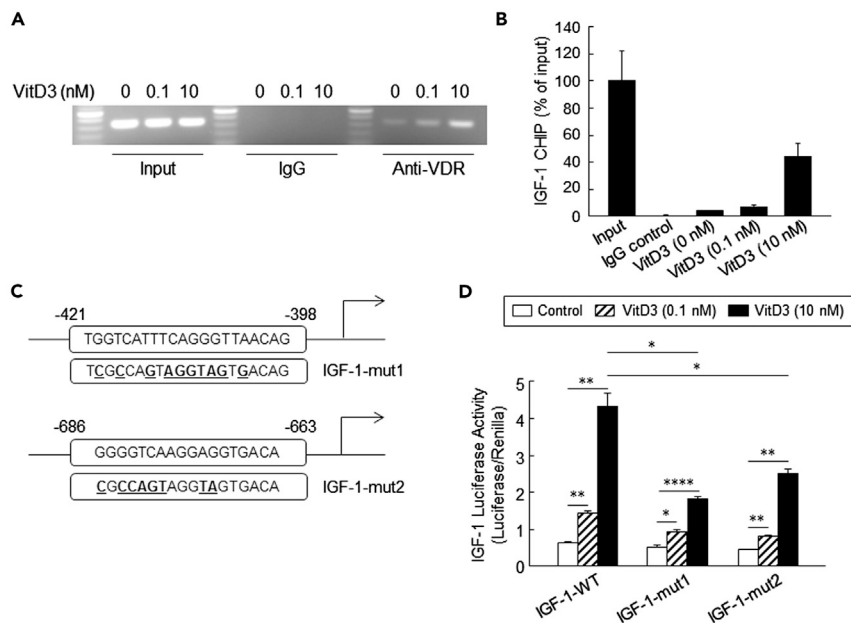 A
VitD3 (nM) 0 0.1 10 0 0.1 10 0 0.1 10
Input IgG Anti-VDR
B
IGF-1 CHIP (% of input)
140
120
100
80
60
40
20
0
Input
IgG control
VitD3 (0 nM)
VitD3 (0.1 nM)
VitD3 (10 nM)
C
-421 -398
TGGTCATTTCAGGGTTAACAG
TCGCCAGTAGGTAGTGACAG IGF-1-mut1
-686 -663
GGGGTCAAGGAGGTGACA
CGCCAGTAGGTAGTGACA IGF-1-mut2
D
Control VitD3 (0.1 nM) VitD3 (10 nM)
*
*
IGF-1 Luciferase Activity
(Luciferase/Renilla)
5
4
3
2
1
0
** ** * **** ** **
IGF-1-WT
IGF-1-mut1
IGF-1-mut2